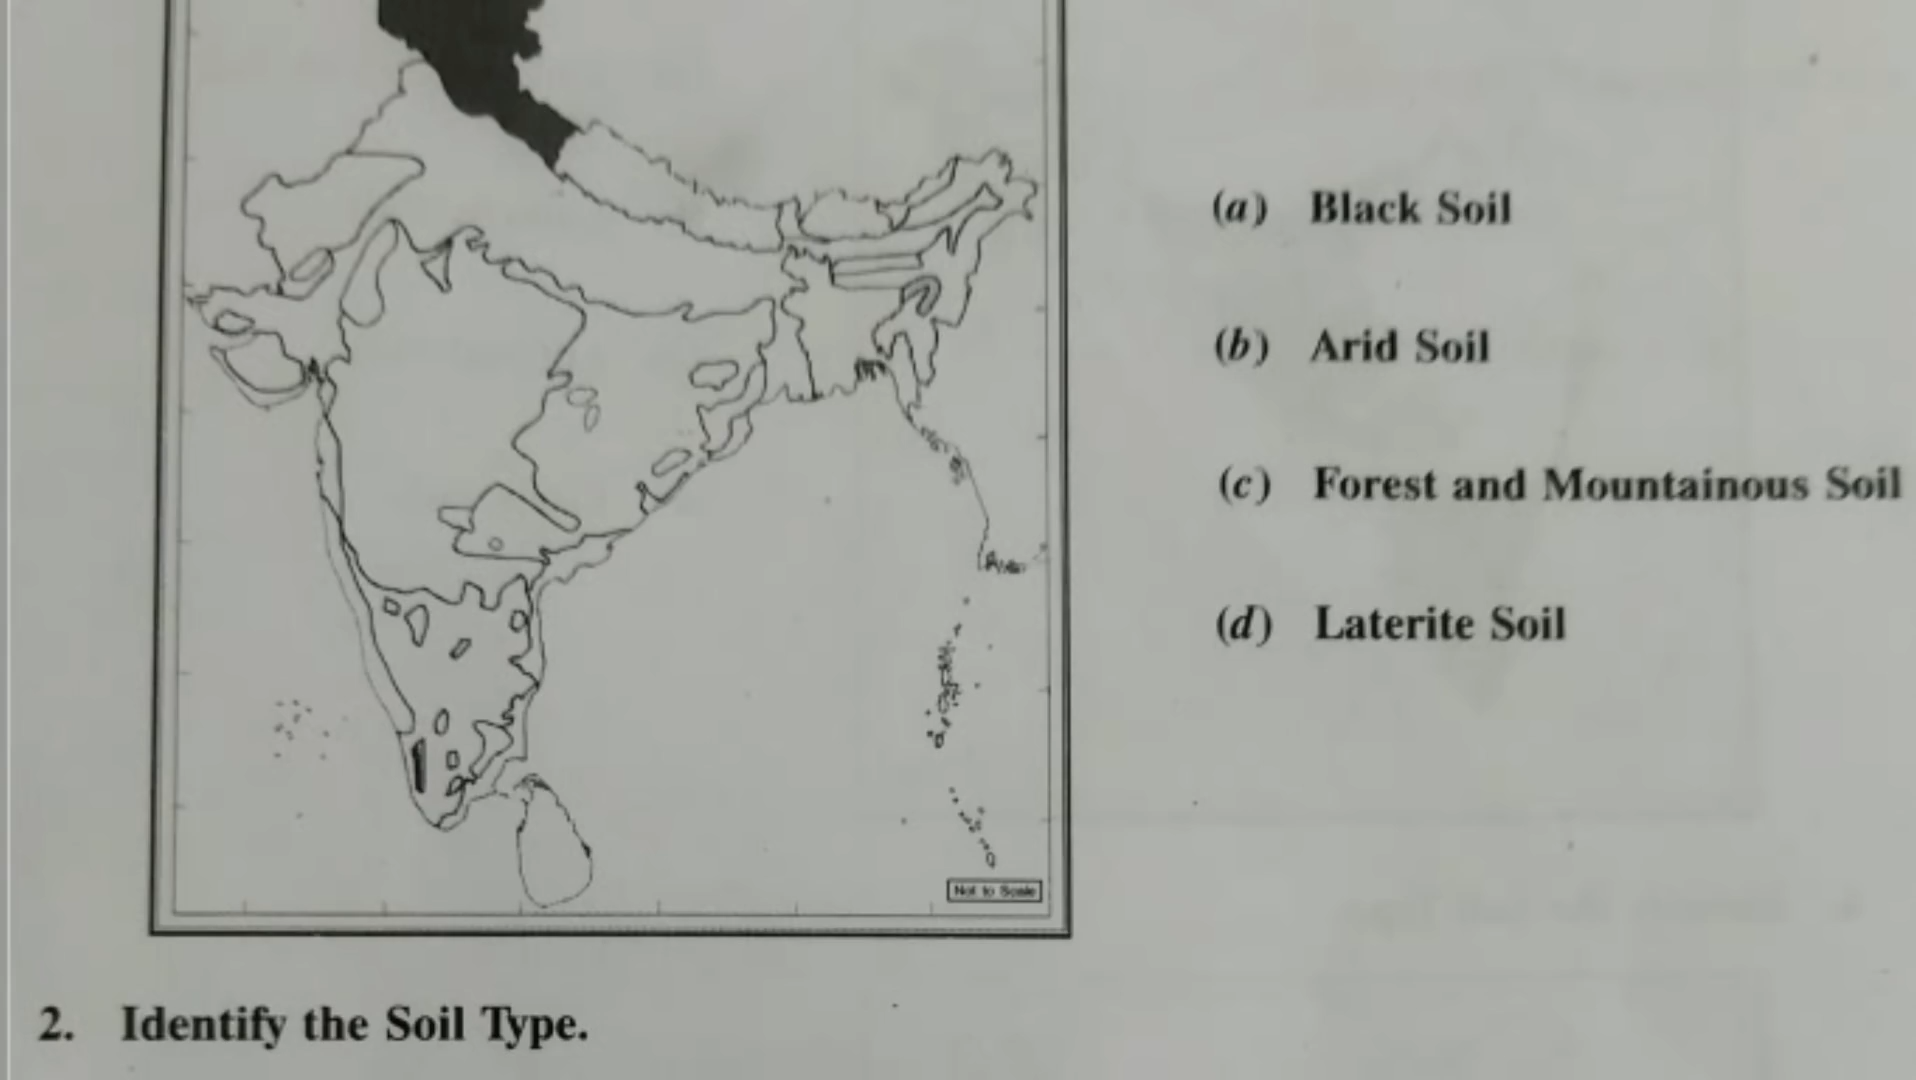 (a) Black Soil
(b) Arid Soil
(c) Forest and Mountainous Soil
(d) Laterite Soil
Not to Scale
2. Identify the Soil Type.